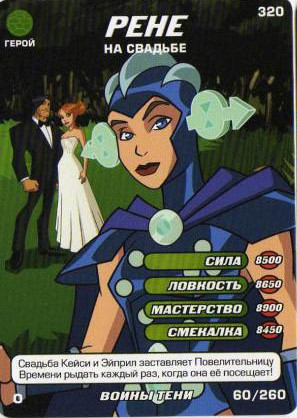 320
РЕНЕ
ГЕРОЙ
НА СВАДЬБЕ
СИЛА 8500
ЛОВКОСТЬ 8650
МАСТЕРСТВО 8900
СМЕКАЛКА 8450
Свадьба Кейси и Эйприл заставляет Повелительницу
Времени рыдать каждый раз, когда она её посещает!
0 ВОИНЫ ТЕНИ 60/260